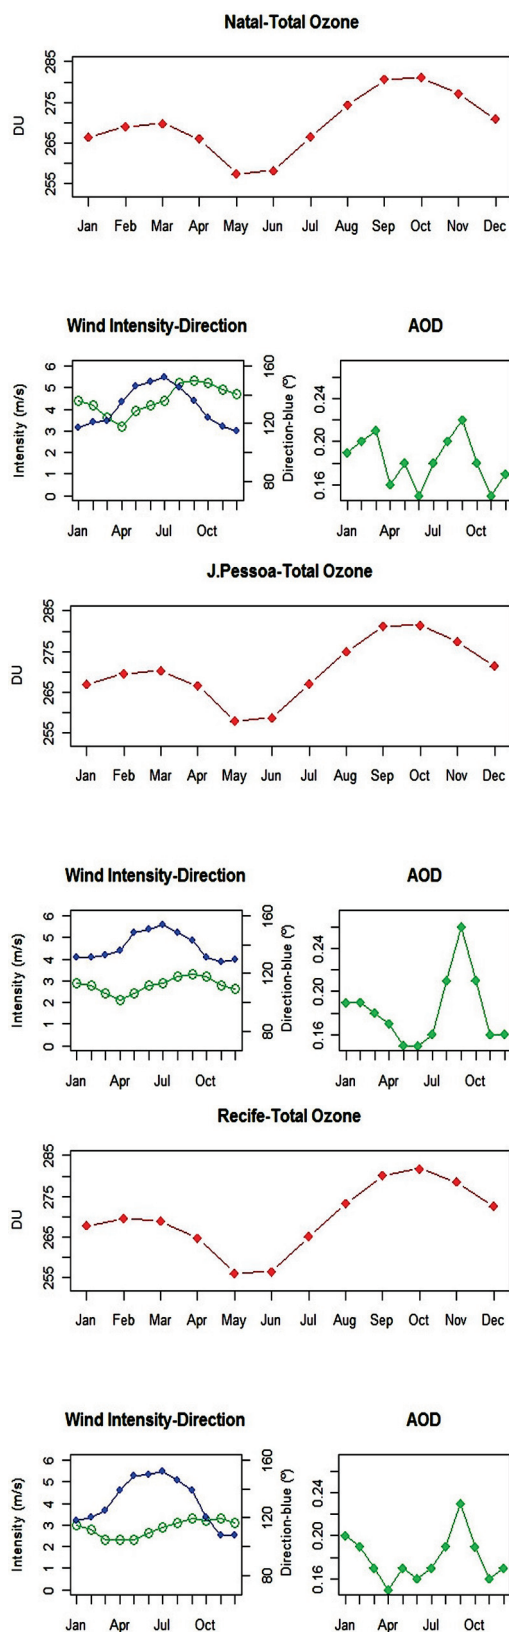 Natal-Total Ozone
DU
285
275
265
255
Jan Feb Mar Apr May Jun Jul Aug Sep Oct Nov Dec
Wind Intensity-Direction
AOD
Intensity (m/s)
6
5
4
3
2
1
0
160
120
80
Direction-blue (º)
0.24
0.20
0.16
Jan Apr Jul Oct
Jan Jul Oct
J.Pessoa-Total Ozone
DU
285
275
265
255
Jan Feb Mar Apr May Jun Jul Aug Sep Oct Nov Dec
Wind Intensity-Direction
AOD
Intensity (m/s)
6
5
4
3
2
1
0
160
120
80
Direction-blue (º)
0.24
0.20
0.16
Jan Apr Jul Oct
Jan Apr Jul Oct
Recife-Total Ozone
DU
285
275
265
255
Jan Feb Mar Apr May Jun Jul Aug Sep Oct Nov Dec
Wind Intensity-Direction
AOD
Intensity (m/s)
6
5
4
3
2
1
0
160
120
80
Direction-blue (º)
0.24
0.20
0.16
Jan Apr Jul Oct
Jan Apr Jul Oct